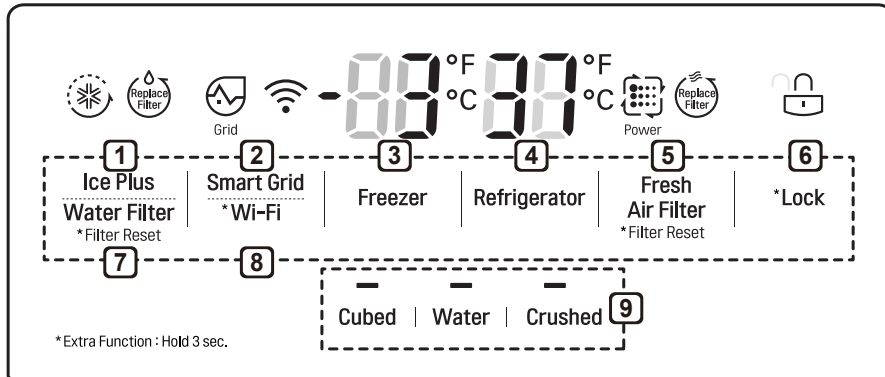 Replace Filter
Grid
-3 °F °C
37 °F °C
Power
Replace Filter
1 2 3 4 5 6
Ice Plus
Water Filter
*Filter Reset
Smart Grid
*Wi-Fi
Freezer
Refrigerator
Fresh
Air Filter
*Filter Reset
*Lock
7 8
Cubed | Water | Crushed 9
*Extra Function : Hold 3 sec.